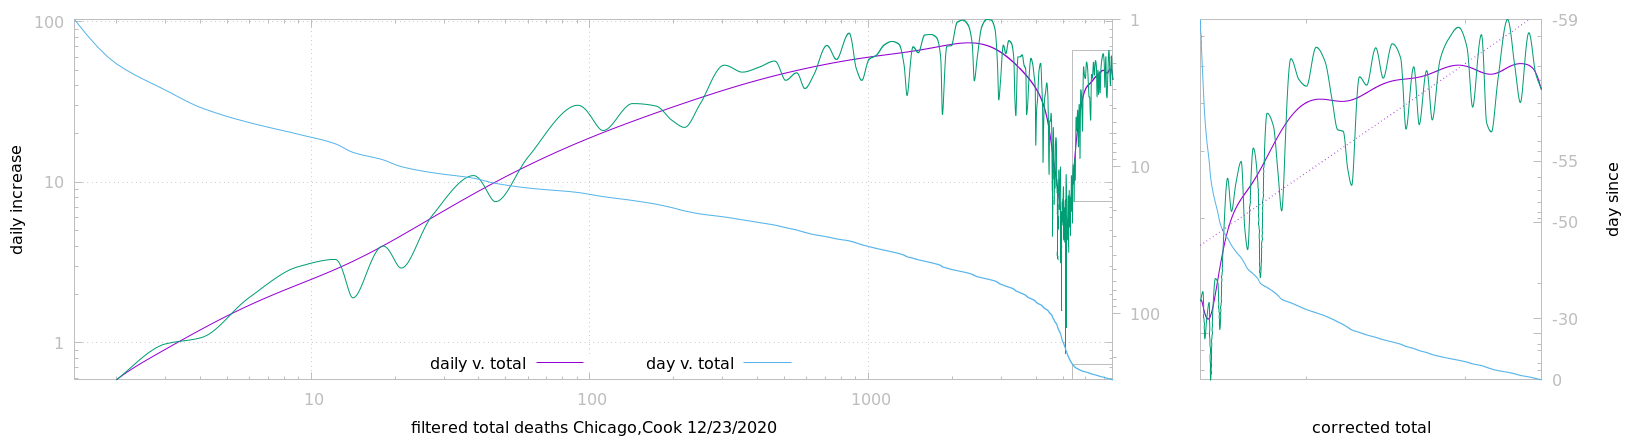 100
10
1
daily increase
1
10
100
-59
-55
-50
-30
0
day since
daily v. total
day v. total
10
100
1000
filtered total deaths Chicago,Cook 12/23/2020
corrected total